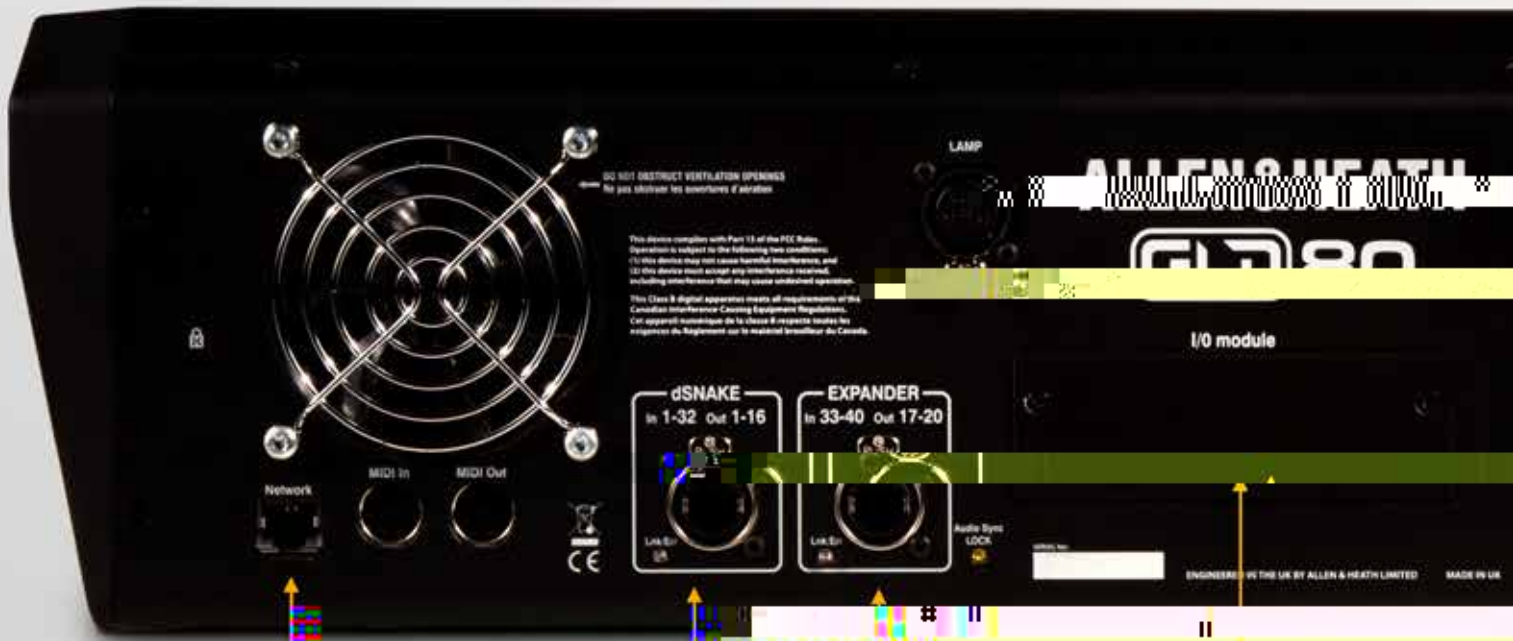 LAMP
DO NOT OBSTRUCT VENTILATION OPENINGS
Ne pas obstruer les ouvertures d'aération
ALLEN&HEATH
GLD 80
This device complies with Part 15 of the FCC Rules.
Operation is subject to the following two conditions:
(1) this device may not cause harmful interference, and
(2) this device must accept any interference received,
including interference that may cause undesired operation.
This Class B digital apparatus meets all requirements of the
Canadian Interference-Causing Equipment Regulations.
Cet appareil numérique de la classe B respecte toutes les
exigences du Règlement sur le matériel brouilleur du Canada.
I/0 module
dSNAKE
In 1-32 Out 1-16
EXPANDER
In 33-40 Out 17-20
MIDI In
MIDI Out
Network
Lnk/Err
Lnk/Err
Audio Sync
LOCK
CE
SERIAL No:
ENGINEERED IN THE UK BY ALLEN & HEATH LIMITED
MADE IN UK